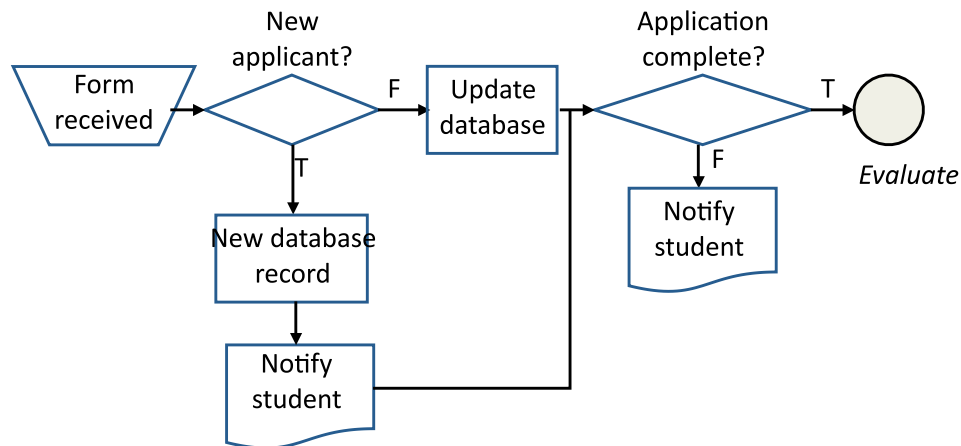 New
applicant?
Application
complete?
Form
received
F
Update
database
T
Evaluate
T
F
New database
record
Notify
student
Notify
student